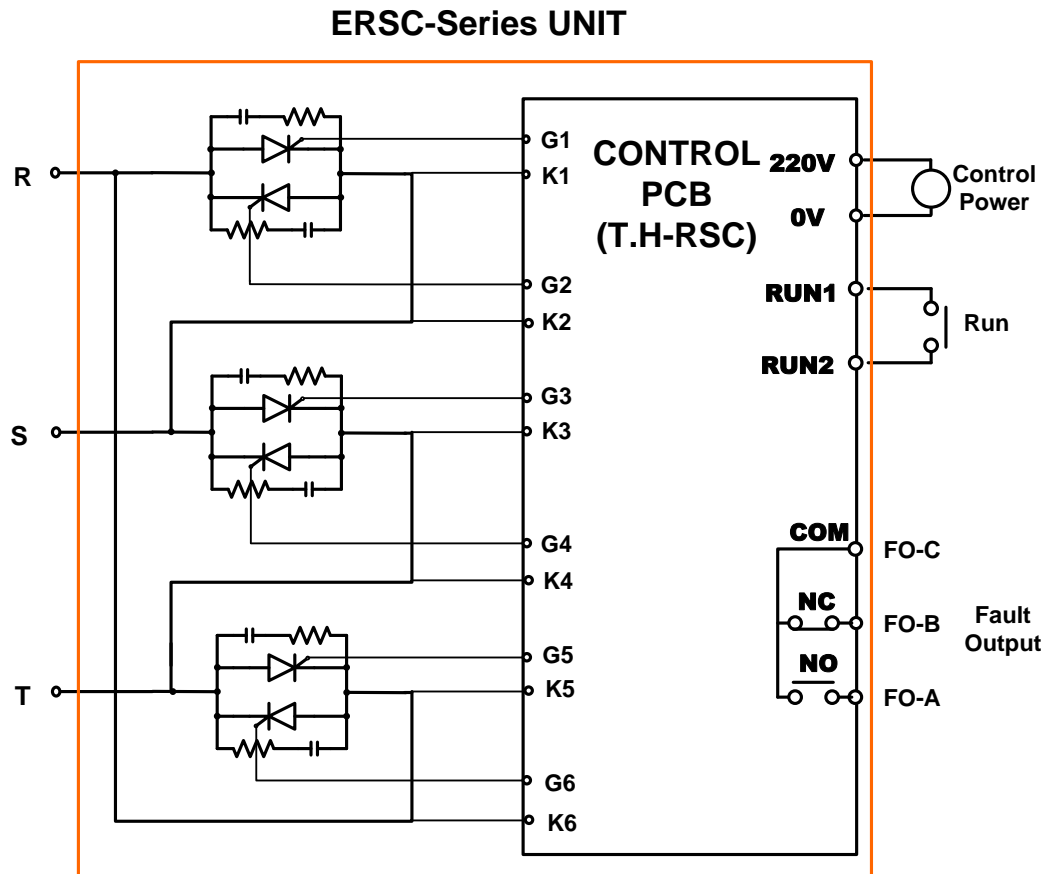 ERSC-Series UNIT
R
S
T
G1
K1
G2
K2
G3
K3
G4
K4
G5
K5
G6
K6
CONTROL
PCB
(T.H-RSC)
220V
0V
RUN1
RUN2
COM
NC
NO
Control
Power
Run
FO-C
FO-B
FO-A
Fault
Output